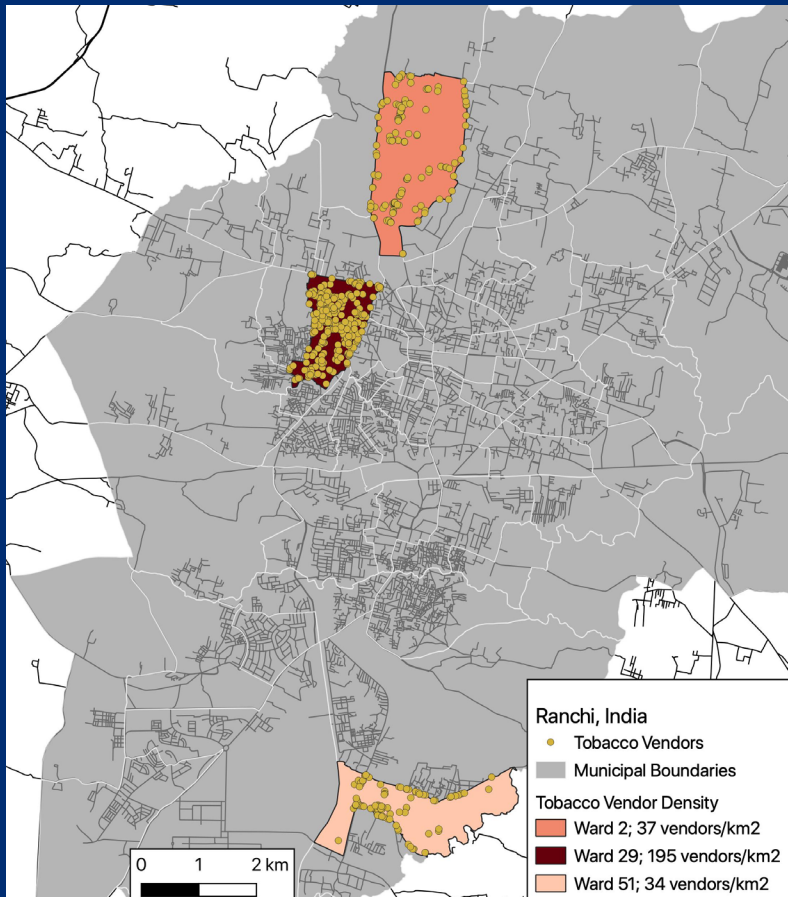 Ranchi, India
Tobacco Vendors
Municipal Boundaries
Tobacco Vendor Density
Ward 2; 37 vendors/km2
Ward 29; 195 vendors/km2
Ward 51; 34 vendors/km2
0 1 2 km